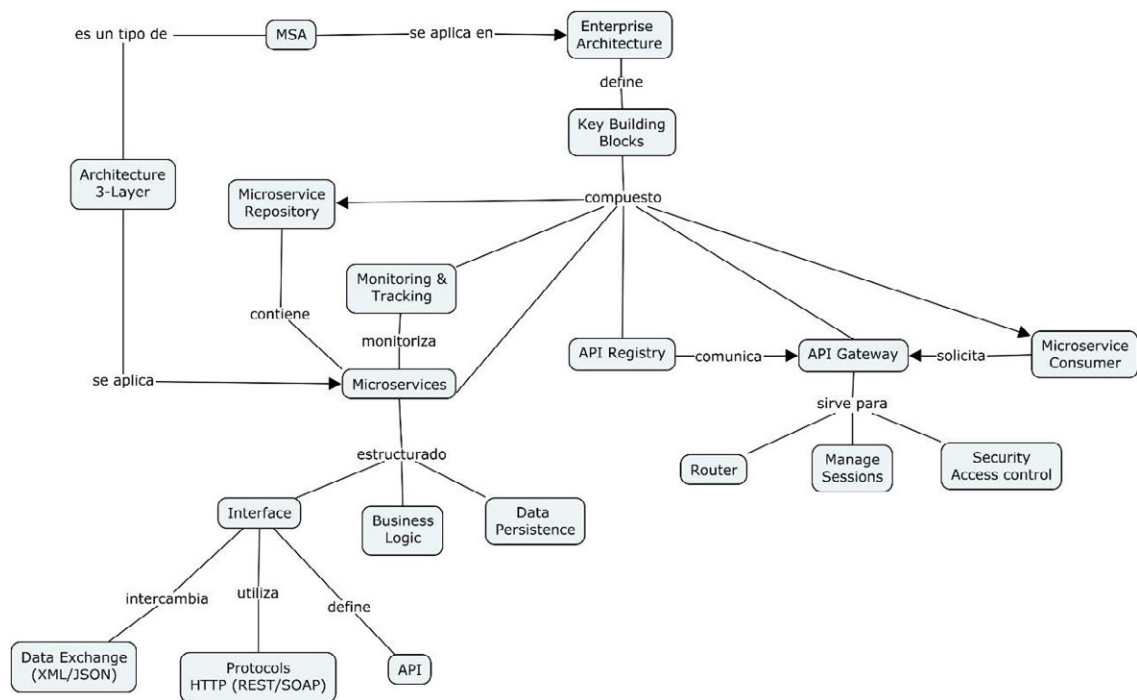 es un tipo de
MSA
se aplica en
Enterprise
Architecture
define
Key Building
Blocks
Architecture
3-Layer
Microservice
Repository
compuesto
Monitoring &
Tracking
contiene
monitoriza
API Registry
comunica
API Gateway
solicita
Microservice
Consumer
se aplica
Microservices
sirve para
estructurado
Router
Manage
Sessions
Security
Access control
Interface
Business
Logic
Data
Persistence
intercambia
utiliza
define
Data Exchange
(XML/JSON)
Protocols
HTTP (REST/SOAP)
API